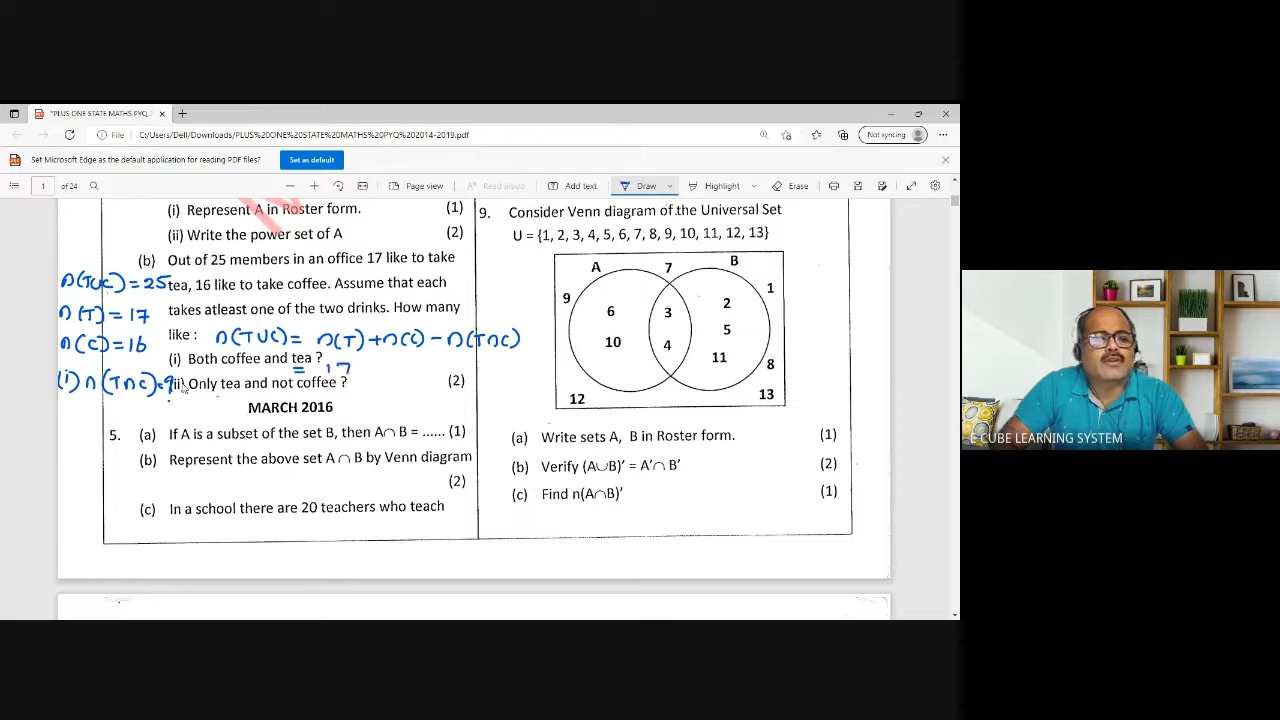 *PLUS ONE STATE MATHS PYQ 2
File
C:/Users/Dell/Downloads/PLUS%20ONE%20STATE%20MATHS%20PYQ%202014-2019.pdf
Not syncing
Set Microsoft Edge as the default application for reading PDF files?
Set as default
1 of 24
Page view
Read aloud
Add text
Draw
Highlight
Erase
(i) Represent A in Roster form. (1)
(ii) Write the power set of A (2)
(b) Out of 25 members in an office 17 like to take
n(T∪C) = 25
tea, 16 like to take coffee. Assume that each
n(T) = 17
takes atleast one of the two drinks. How many
like :
n(T∪C) = n(T) + n(C) – n(T∩C)
n(C) = 16
(i) Both coffee and tea ?
= 17
(i) n(T∩C) = ?
(ii) Only tea and not coffee ? (2)
MARCH 2016
5. (a) If A is a subset of the set B, then A∩B = ...... (1)
(b) Represent the above set A∩B by Venn diagram
(2)
(c) In a school there are 20 teachers who teach
9. Consider Venn diagram of the Universal Set
U = {1, 2, 3, 4, 5, 6, 7, 8, 9, 10, 11, 12, 13}
A 7 B
9 1
6 3 2
10 4 5
11 8
12 13
(a) Write sets A, B in Roster form. (1)
(b) Verify (A∪B)′ = A′∩B′ (2)
(c) Find n(A∩B)′ (1)
CUBE LEARNING SYSTEM